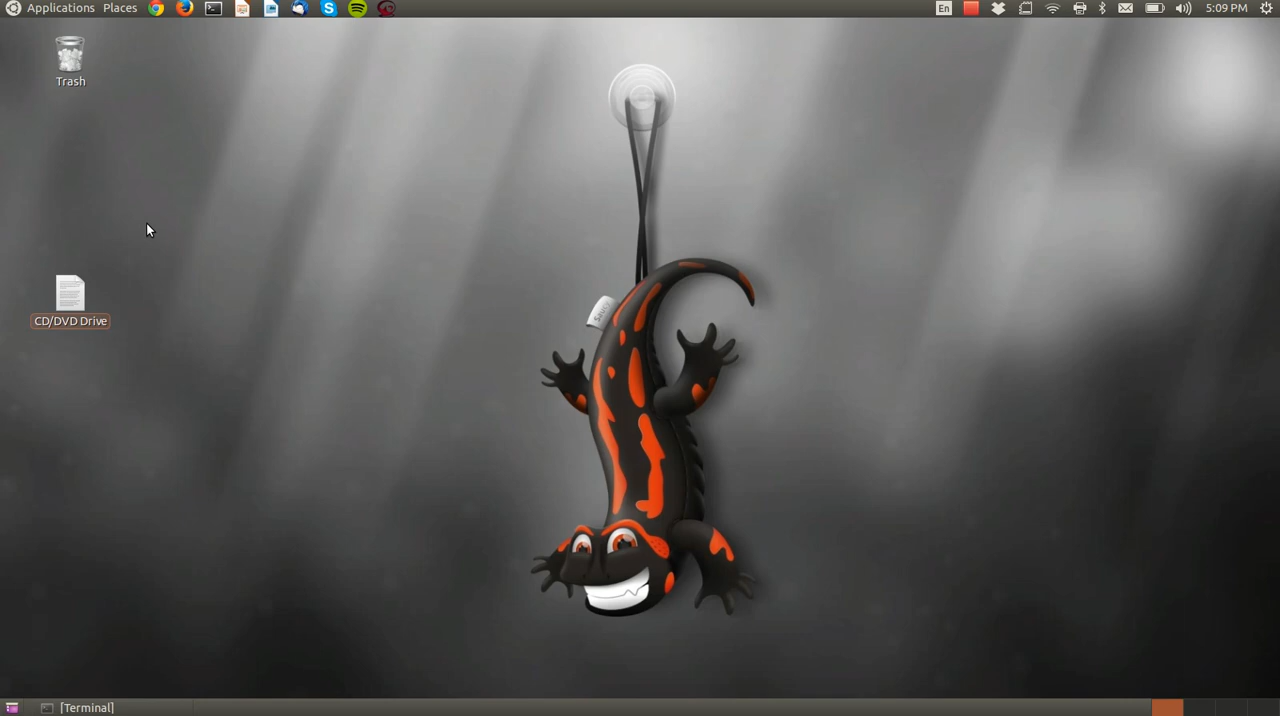 Applications Places
En 5:09 PM
Trash
CD/DVD Drive
[Terminal]